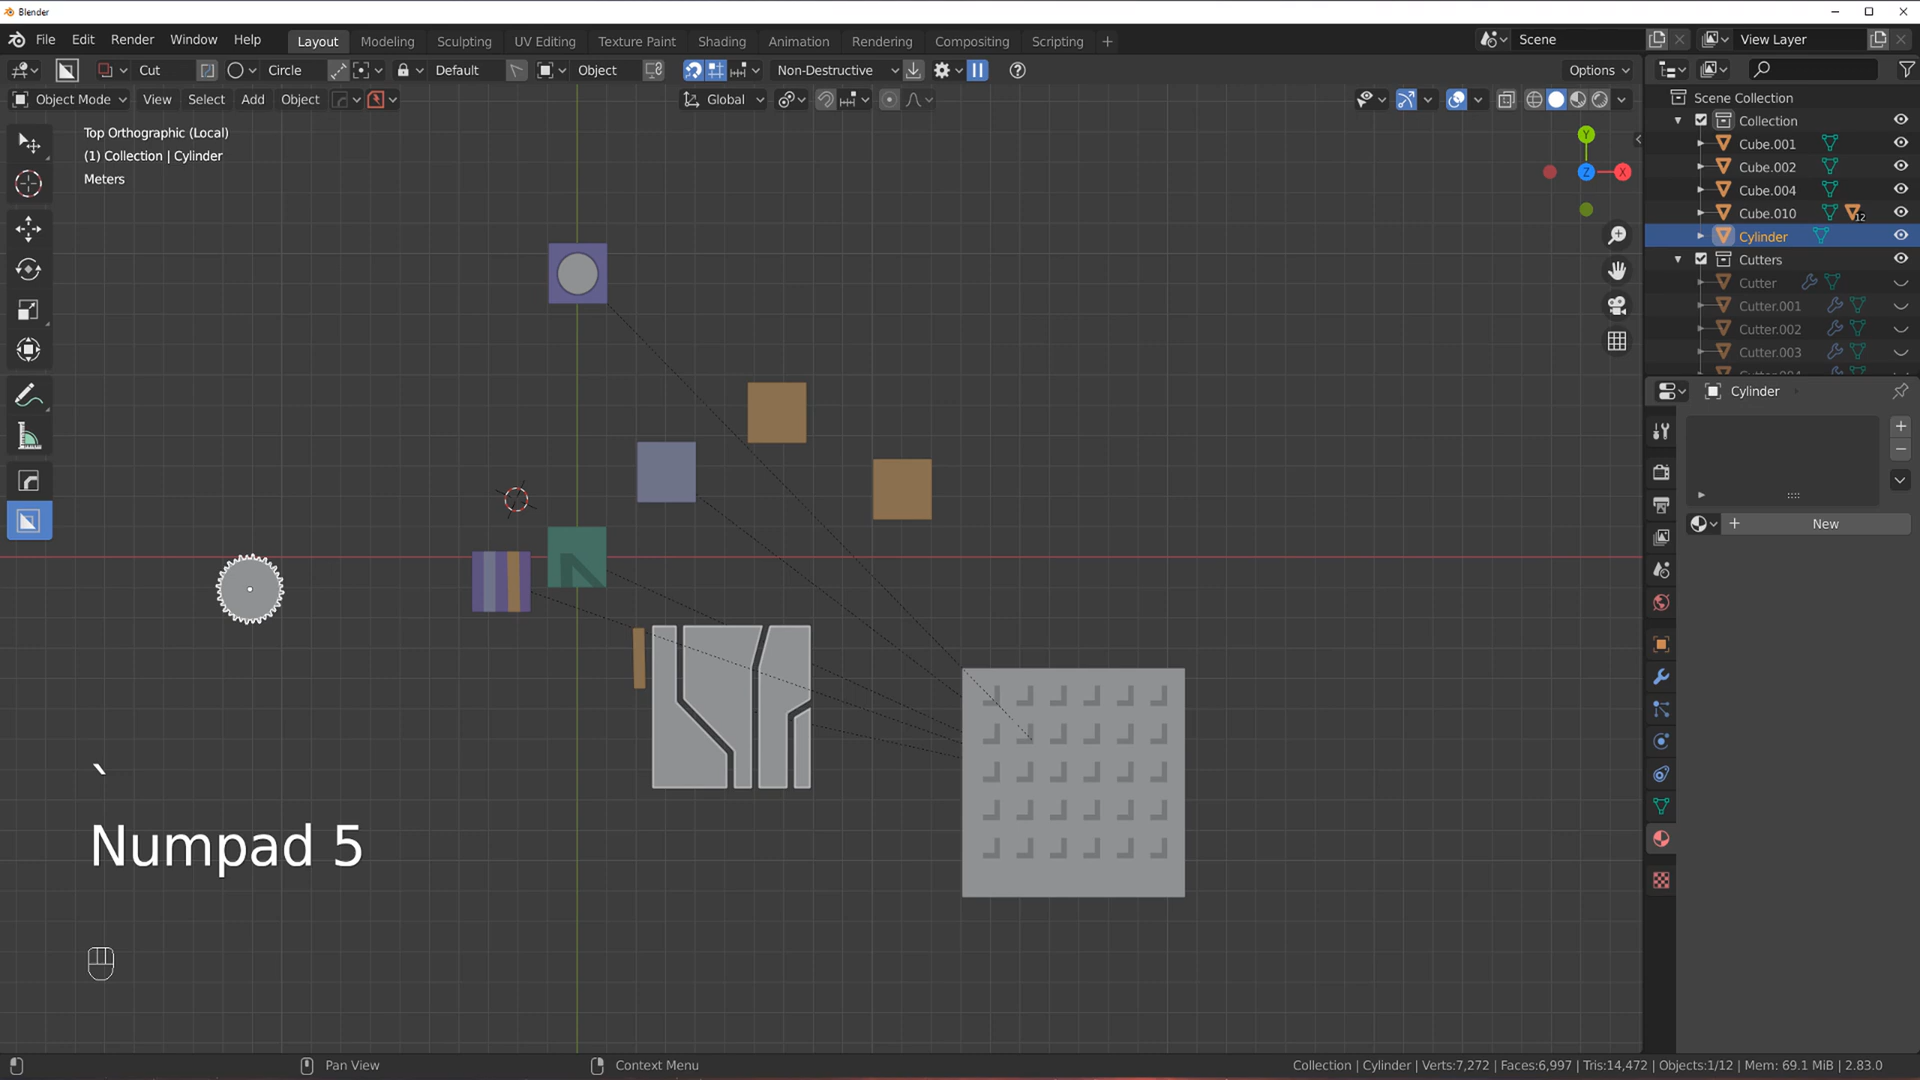 Blender
File Edit Render Window Help Layout Modeling Sculpting UV Editing Texture Paint Shading Animation Rendering Compositing Scripting + Scene View Layer
Cut Circle Default Object Non-Destructive Options
Object Mode View Select Add Object Global
Top Orthographic (Local)
(1) Collection | Cylinder
Meters
Y
Z
X
Scene Collection
Collection
Cube.001
Cube.002
Cube.004
Cube.010 12
Cylinder
Cutters
Cutter
Cutter.001
Cutter.002
Cutter.003
Cylinder
New
`
Numpad 5
Pan View Context Menu Collection | Cylinder | Verts:7,272 | Faces:6,997 | Tris:14,472 | Objects:1/12 | Mem: 69.1 MiB | 2.83.0